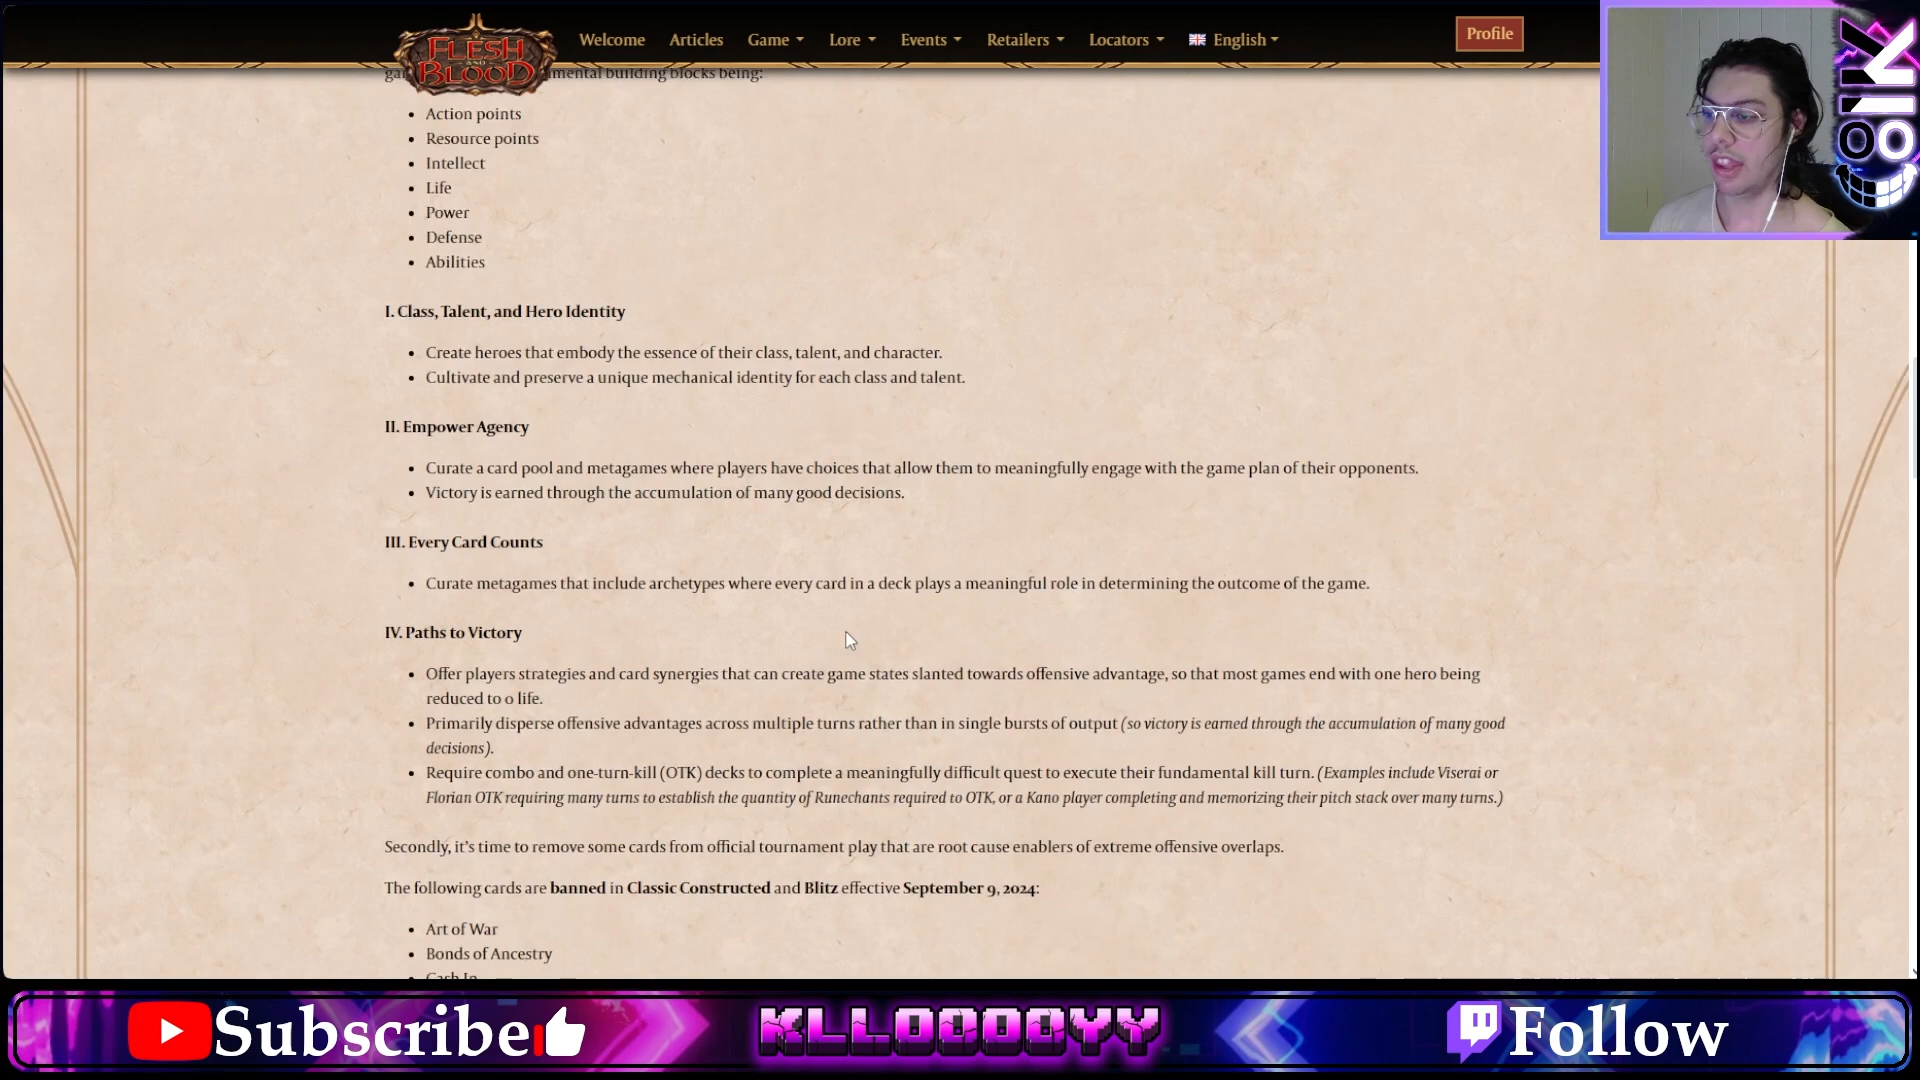 FLESH
AND
BLOOD
Welcome
Articles
Game
Lore
Events
Retailers
Locators
English
Profile
mental building blocks being:
• Action points
• Resource points
• Intellect
• Life
• Power
• Defense
• Abilities
I. Class, Talent, and Hero Identity
• Create heroes that embody the essence of their class, talent, and character.
• Cultivate and preserve a unique mechanical identity for each class and talent.
II. Empower Agency
• Curate a card pool and metagames where players have choices that allow them to meaningfully engage with the game plan of their opponents.
• Victory is earned through the accumulation of many good decisions.
III. Every Card Counts
• Curate metagames that include archetypes where every card in a deck plays a meaningful role in determining the outcome of the game.
IV. Paths to Victory
• Offer players strategies and card synergies that can create game states slanted towards offensive advantage, so that most games end with one hero being
reduced to 0 life.
• Primarily disperse offensive advantages across multiple turns rather than in single bursts of output (so victory is earned through the accumulation of many good
decisions).
• Require combo and one-turn-kill (OTK) decks to complete a meaningfully difficult quest to execute their fundamental kill turn. (Examples include Viserai or
Florian OTK requiring many turns to establish the quantity of Runechants required to OTK, or a Kano player completing and memorizing their pitch stack over many turns.)
Secondly, it's time to remove some cards from official tournament play that are root cause enablers of extreme offensive overlaps.
The following cards are banned in Classic Constructed and Blitz effective September 9, 2024:
• Art of War
• Bonds of Ancestry
• Cash In
Subscribe
KLLOOOOYY
Follow